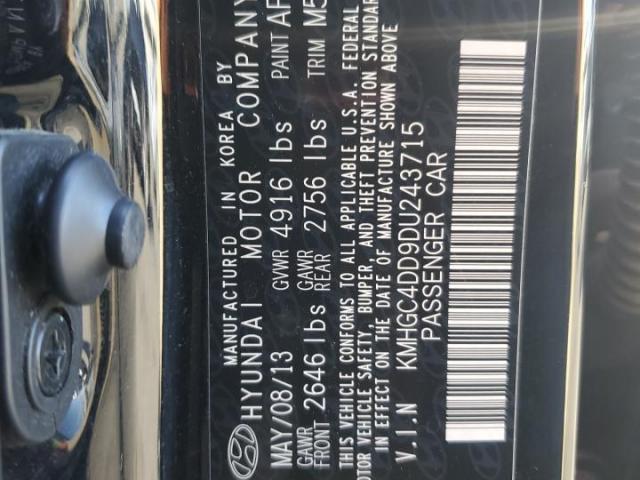 MANUFACTURED IN KOREA BY
HYUNDAI MOTOR COMPANY
MAY/08/13 GVWR 4916 lbs PAINT
GAWR FRONT 2646 lbs GAWR REAR 2756 lbs TRIM
THIS VEHICLE CONFORMS TO ALL APPLICABLE U.S.A. FEDERAL
MOTOR VEHICLE SAFETY, BUMPER, AND THEFT PREVENTION STANDARDS
IN EFFECT ON THE DATE OF MANUFACTURE SHOWN ABOVE
V.I.N KMHGC4DD9DU243715
PASSENGER CAR